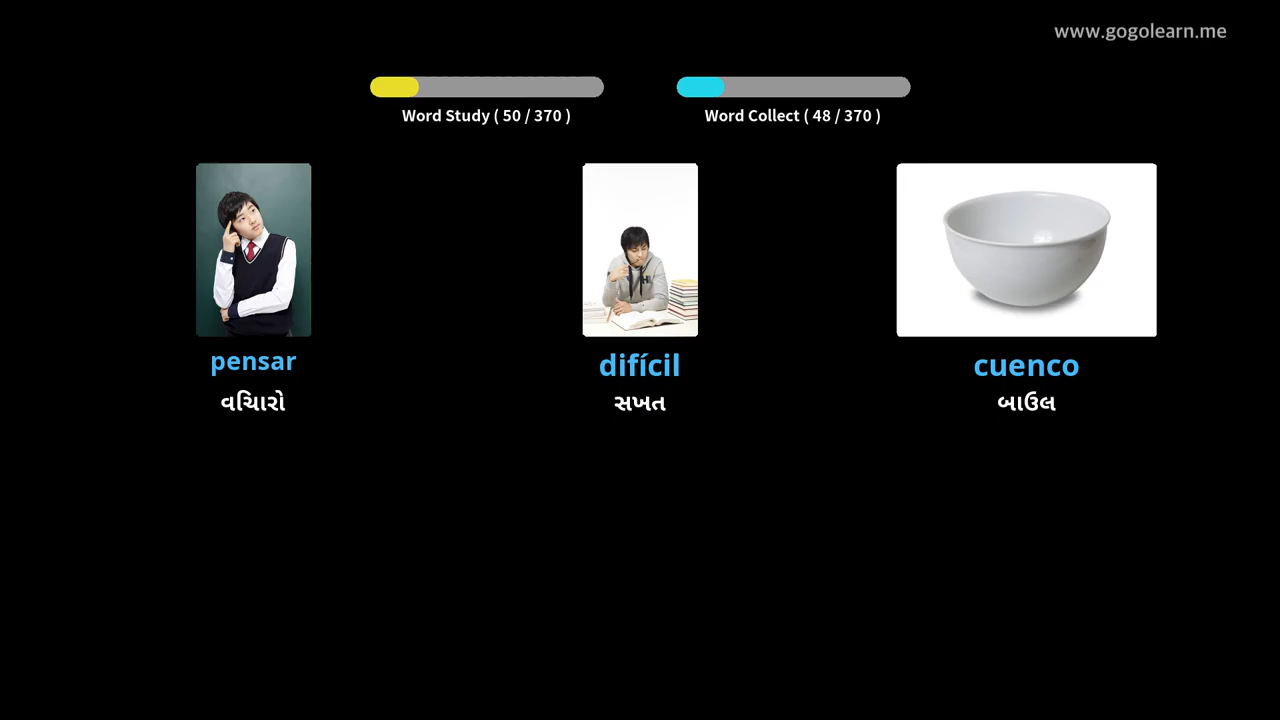 www.gogolearn.me
Word Study ( 50 / 370 )
Word Collect ( 48 / 370 )
pensar
difícil
cuenco
વિચારો
સખત
બાઉલ